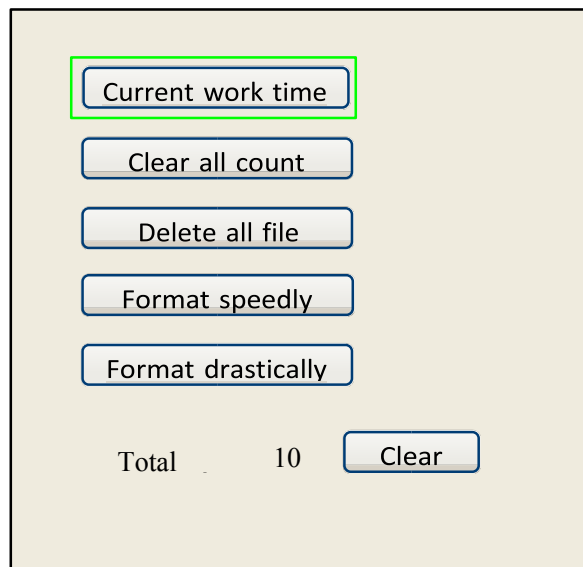 Current work time
Clear all count
Delete all file
Format speedly
Format drastically
Total 10 Clear